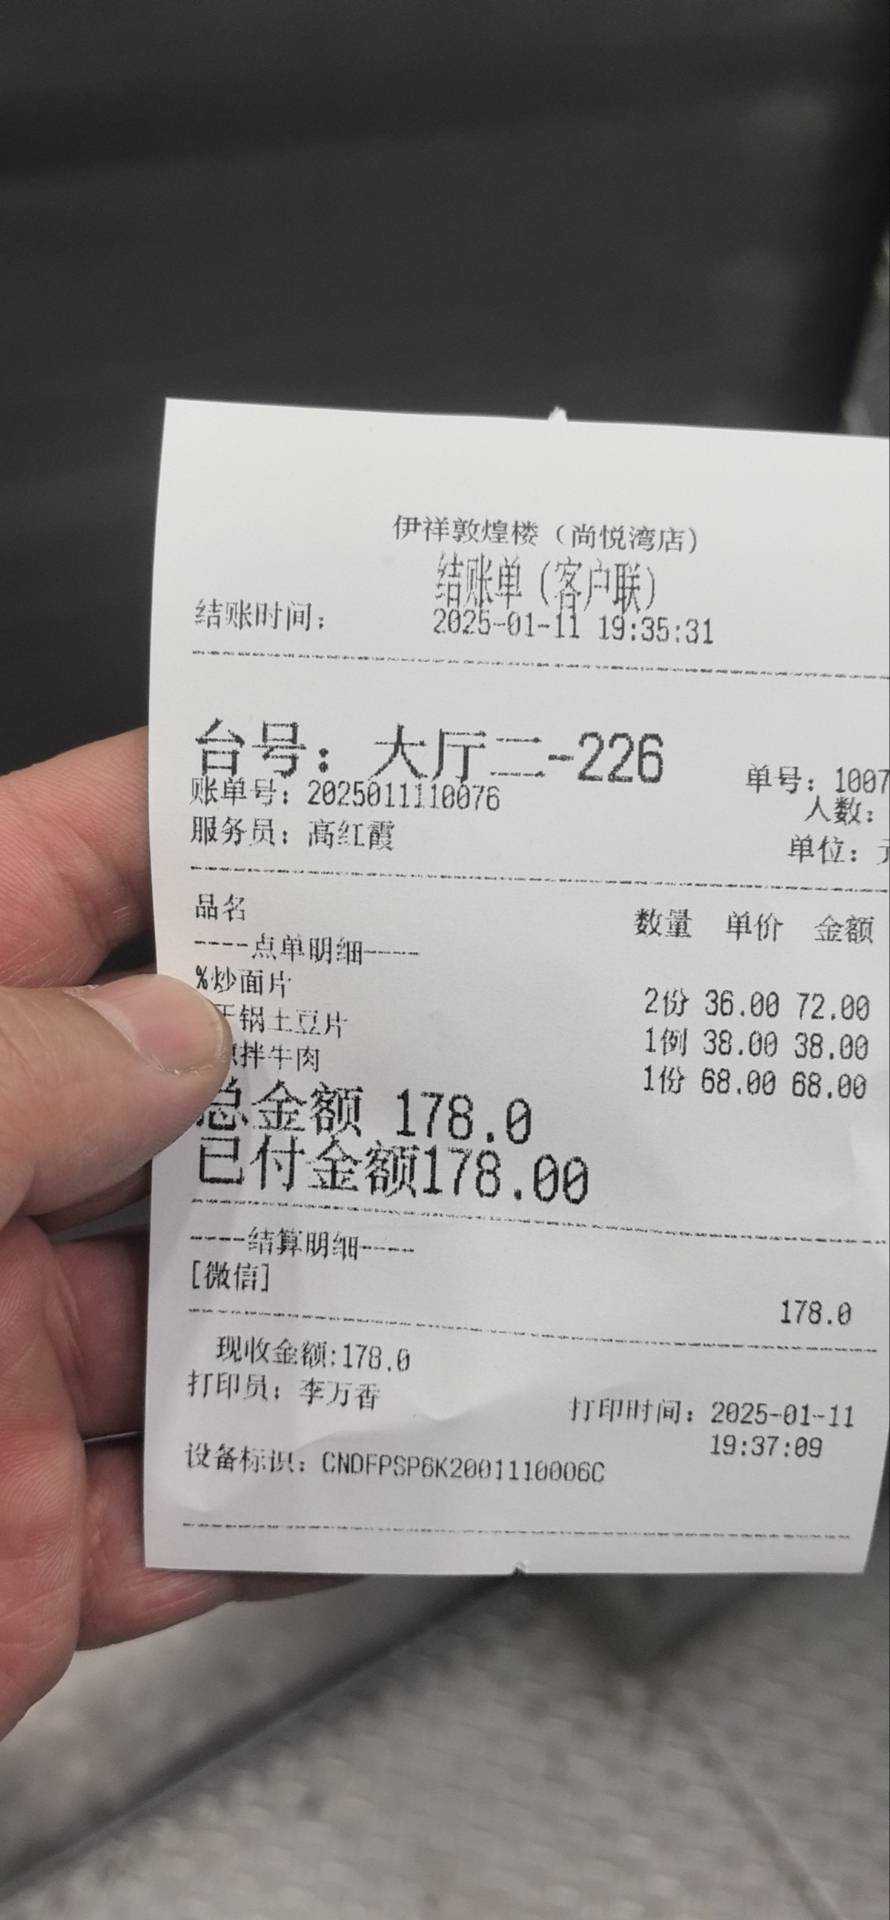 伊祥敦煌楼（尚悦湾店）
结账单（客户联）
结账时间： 2025-01-11 19:35:31
台号：大厅二-226
单号：1007
账单号：2025011110076
人数：
服务员：高红霞
单位：
品名 数量 单价 金额
----点单明细----
%炒面片 2份 36.00 72.00
锅土豆片 1例 38.00 38.00
拌牛肉 1份 68.00 68.00
总金额 178.0
已付金额178.00
----结算明细----
[微信] 178.0
现收金额:178.0
打印员：李万香
打印时间：2025-01-11
19:37:09
设备标识：CNDFPSP6K2001110006C